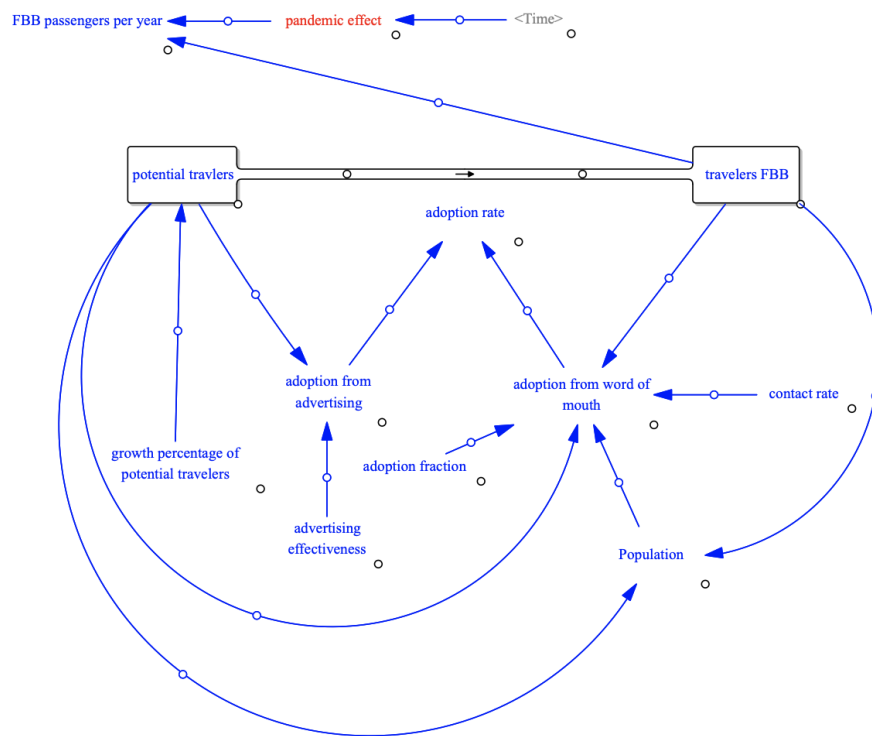 FBB passengers per year
pandemic effect
<Time>
potential travlers
travelers FBB
adoption rate
adoption from
advertising
adoption from word of
mouth
contact rate
growth percentage of
potential travelers
adoption fraction
advertising
effectiveness
Population